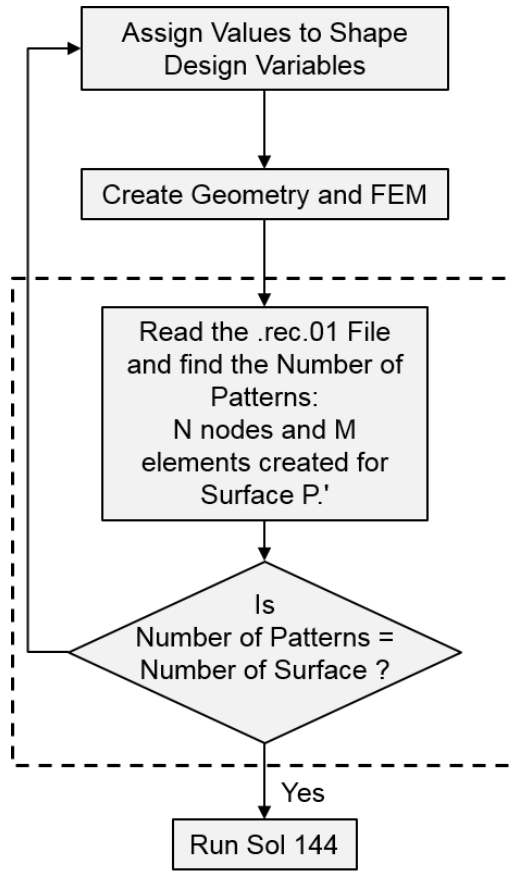 Assign Values to Shape
Design Variables
Create Geometry and FEM
Read the .rec.01 File
and find the Number of
Patterns:
N nodes and M
elements created for
Surface P.'
Is
Number of Patterns =
Number of Surface ?
Yes
Run Sol 144